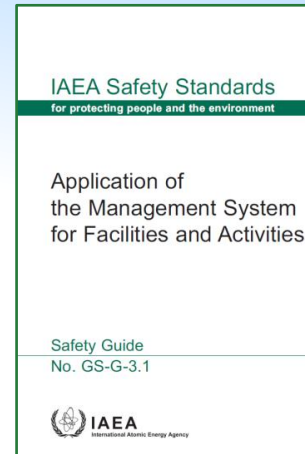 IAEA Safety Standards
for protecting people and the environment
Application of
the Management System
for Facilities and Activities
Safety Guide
No. GS-G-3.1
IAEA
International Atomic Energy Agency